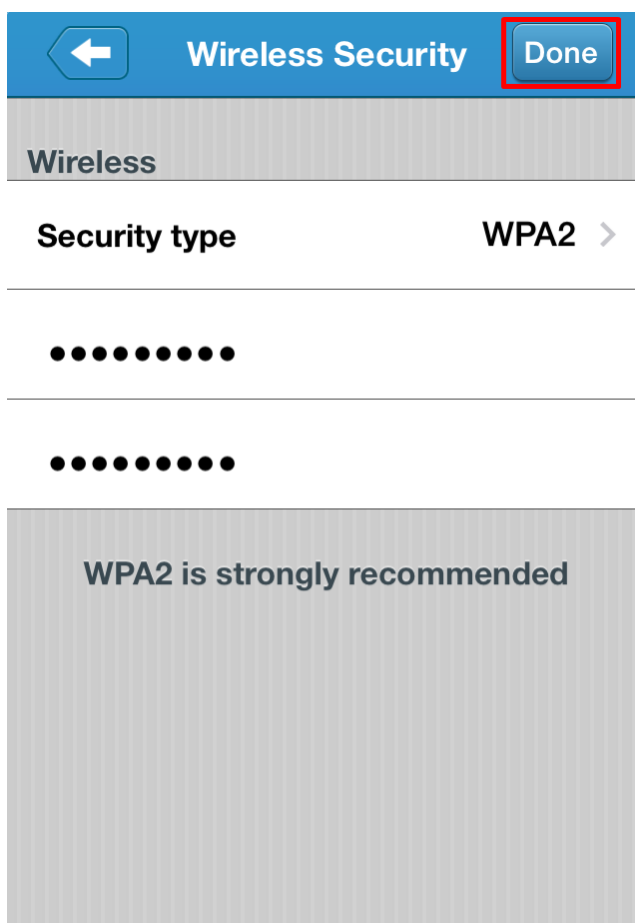 Wireless Security
Done
Wireless
Security type WPA2
•••••••••
•••••••••
WPA2 is strongly recommended